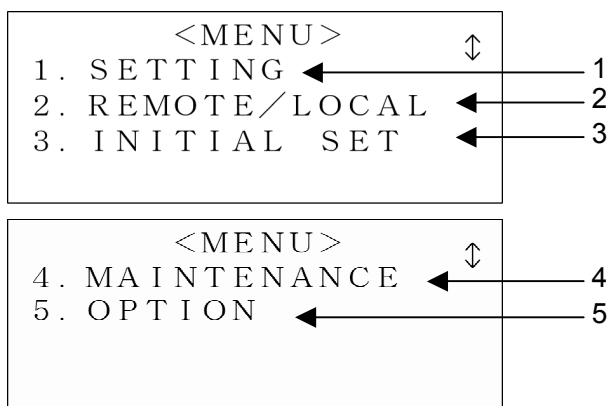 <MENU> ↕
1. SETTING 1
2. REMOTE/LOCAL 2
3. INITIAL SET 3
<MENU> ↕
4. MAINTENANCE 4
5. OPTION 5